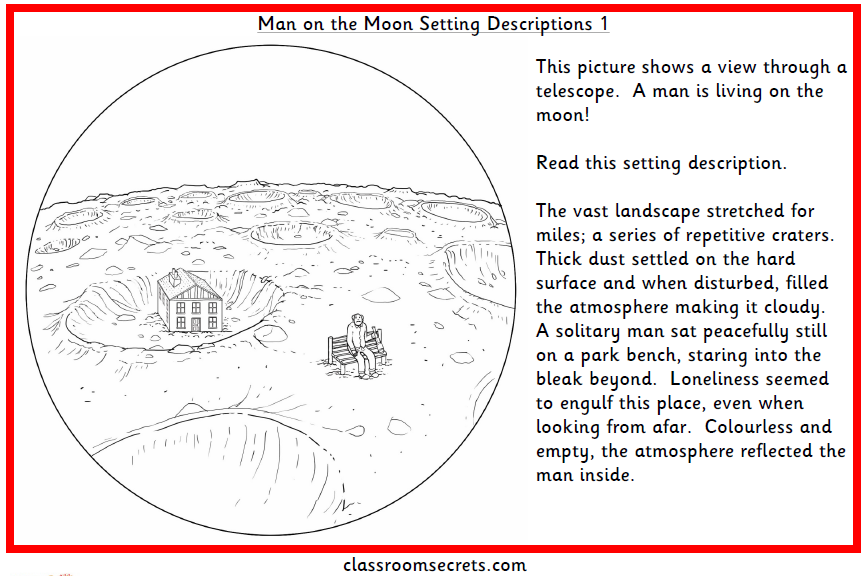 Man on the Moon Setting Descriptions 1
This picture shows a view through a
telescope.  A man is living on the
moon!
Read this setting description.
The vast landscape stretched for
miles; a series of repetitive craters.
Thick dust settled on the hard
surface and when disturbed, filled
the atmosphere making it cloudy.
A solitary man sat peacefully still
on a park bench, staring into the
bleak beyond.  Loneliness seemed
to engulf this place, even when
looking from afar.  Colourless and
empty, the atmosphere reflected the
man inside.
classroomsecrets.com